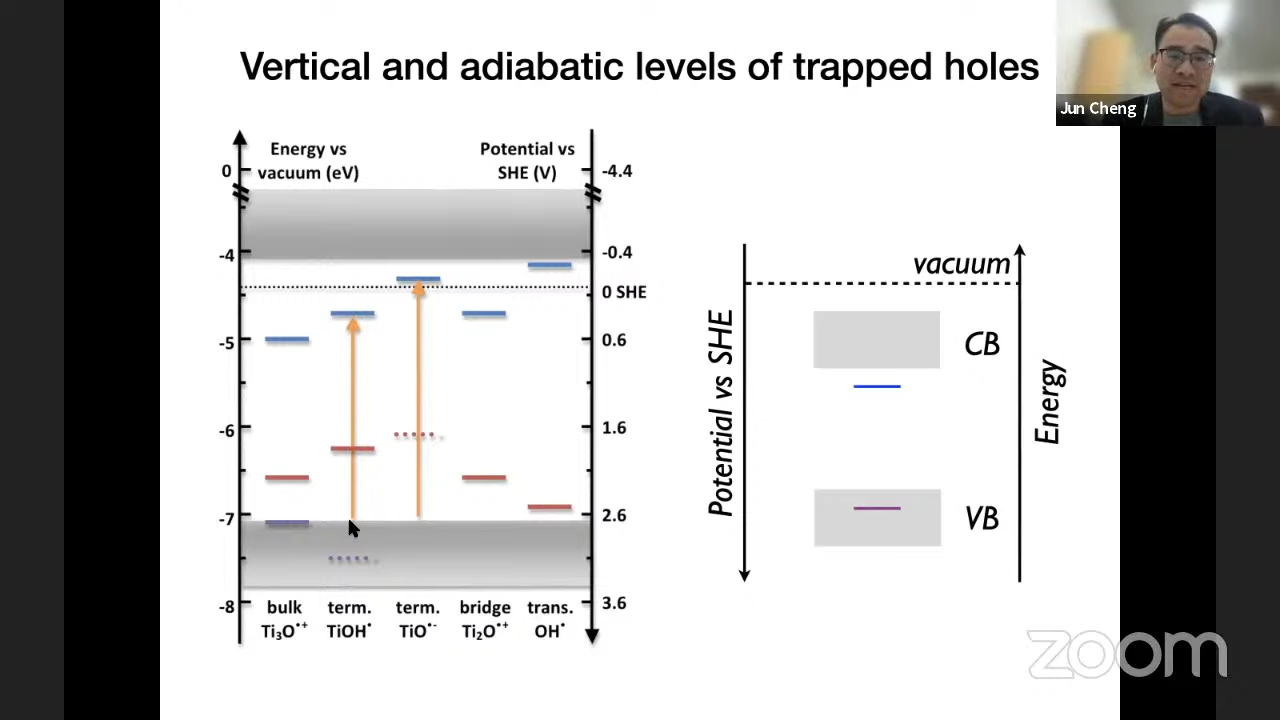 Vertical and adiabatic levels of trapped holes
Jun Cheng
Energy vs
vacuum (eV)
Potential vs
SHE (V)
0
-4
-5
-6
-7
-8
-4.4
-0.4
0 SHE
0.6
1.6
2.6
3.6
bulk
Ti₃O•⁺
term.
TiOH•
term.
TiO•⁻
bridge
Ti₂O•⁺
trans.
OH•
Potential vs SHE
vacuum
CB
VB
Energy
zoom